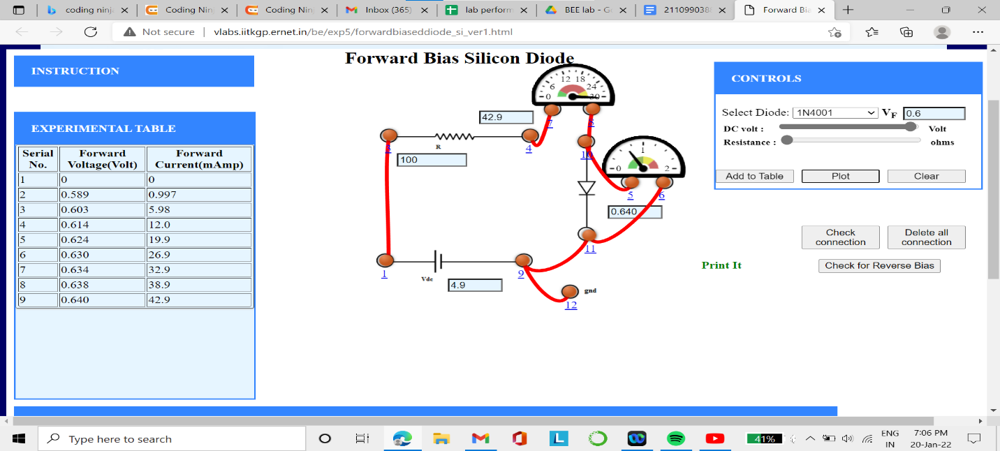 coding ninj
Coding Nin
Coding Nin
Inbox (365)
lab perform
BEE lab - G
211099038
Forward Bia
Not secure | vlabs.iitkgp.ernet.in/be/exp5/forwardbiaseddiode_si_ver1.html
INSTRUCTION
EXPERIMENTAL TABLE
Serial No. Forward Voltage(Volt) Forward Current(mAmp)
1 0 0
2 0.589 0.997
3 0.603 5.98
4 0.614 12.0
5 0.624 19.9
6 0.630 26.9
7 0.634 32.9
8 0.638 38.9
9 0.640 42.9
Forward Bias Silicon Diode
0 6 12 18 24 30
42.9
7 8
3 R 4
100
10
0 1 2
5 6
0.640
11
1 Vdc 9
4.9
gnd
12
CONTROLS
Select Diode: 1N4001 VF 0.6
DC volt : Volt
Resistance : ohms
Add to Table Plot Clear
Check connection
Delete all connection
Print It
Check for Reverse Bias
Type here to search
41%
ENG
IN
7:06 PM
20-Jan-22